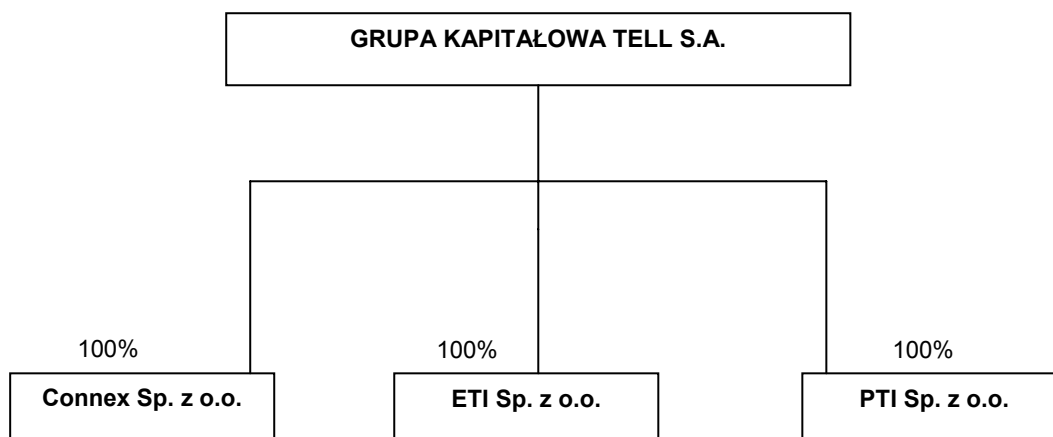 GRUPA KAPITAŁOWA TELL S.A.
100%
100%
100%
Connex Sp. z o.o.
ETI Sp. z o.o.
PTI Sp. z o.o.